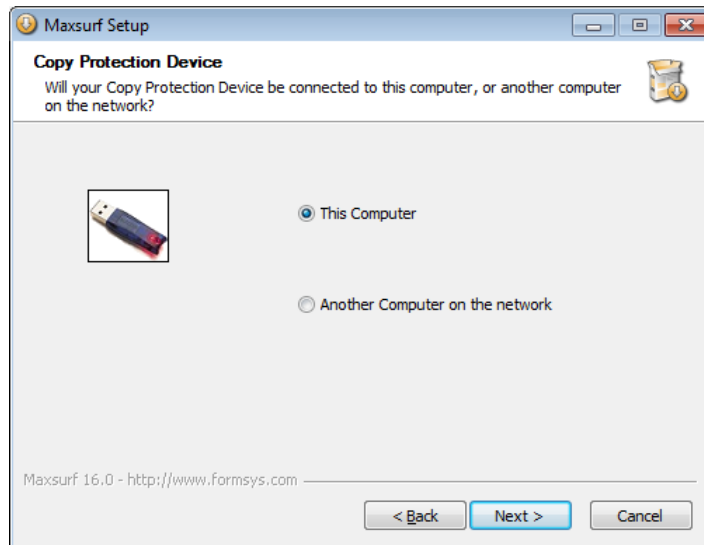 Maxsurf Setup
Copy Protection Device
Will your Copy Protection Device be connected to this computer, or another computer
on the network?
This Computer
Another Computer on the network
Maxsurf 16.0 - http://www.formsys.com
< Back
Next >
Cancel